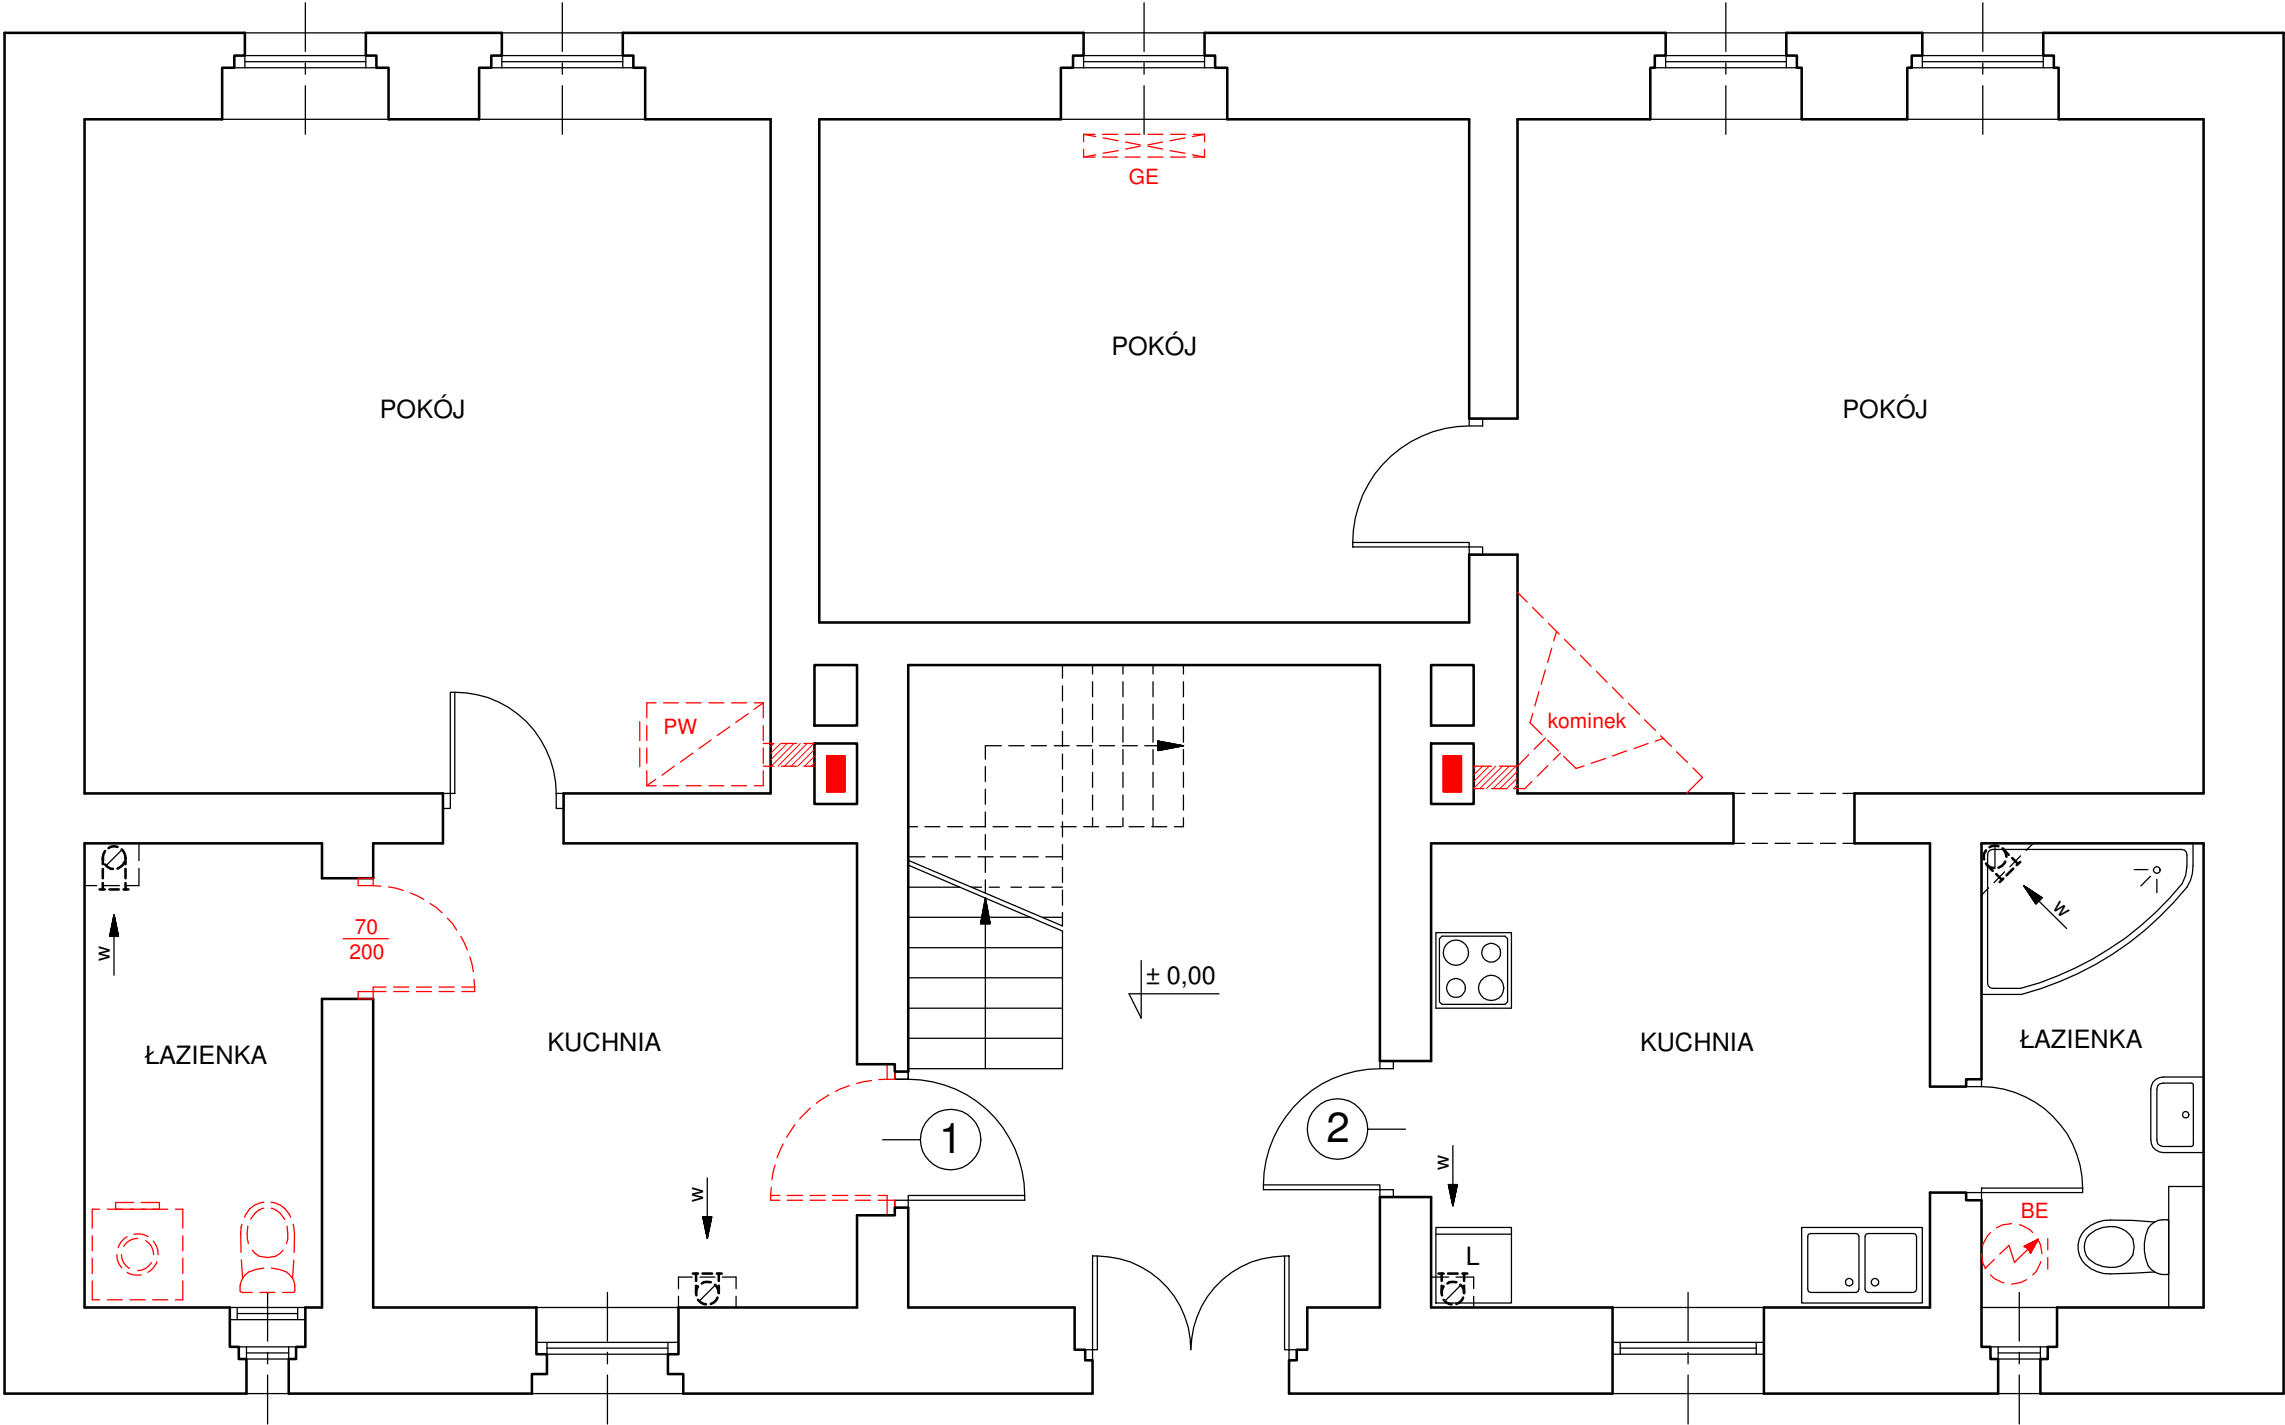 GE
POKÓJ
POKÓJ
POKÓJ
PW
kominek
70
200
w
w
± 0,00
ŁAZIENKA
KUCHNIA
KUCHNIA
ŁAZIENKA
1
2
w
w
BE
L